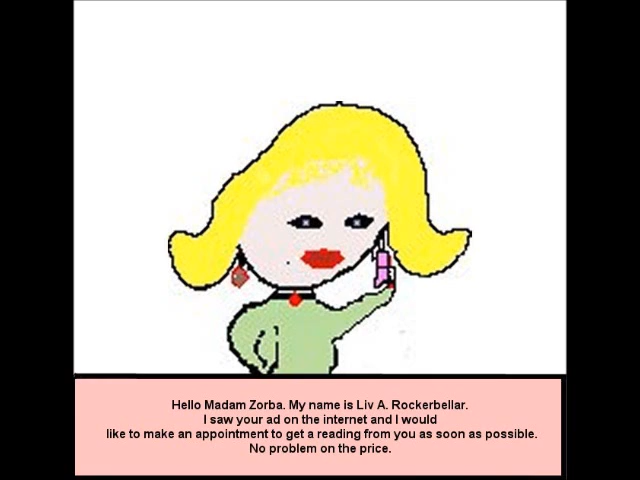 Hello Madam Zorba. My name is Liv A. Rockerbellar.
I saw your ad on the internet and I would
like to make an appointment to get a reading from you as soon as possible.
No problem on the price.